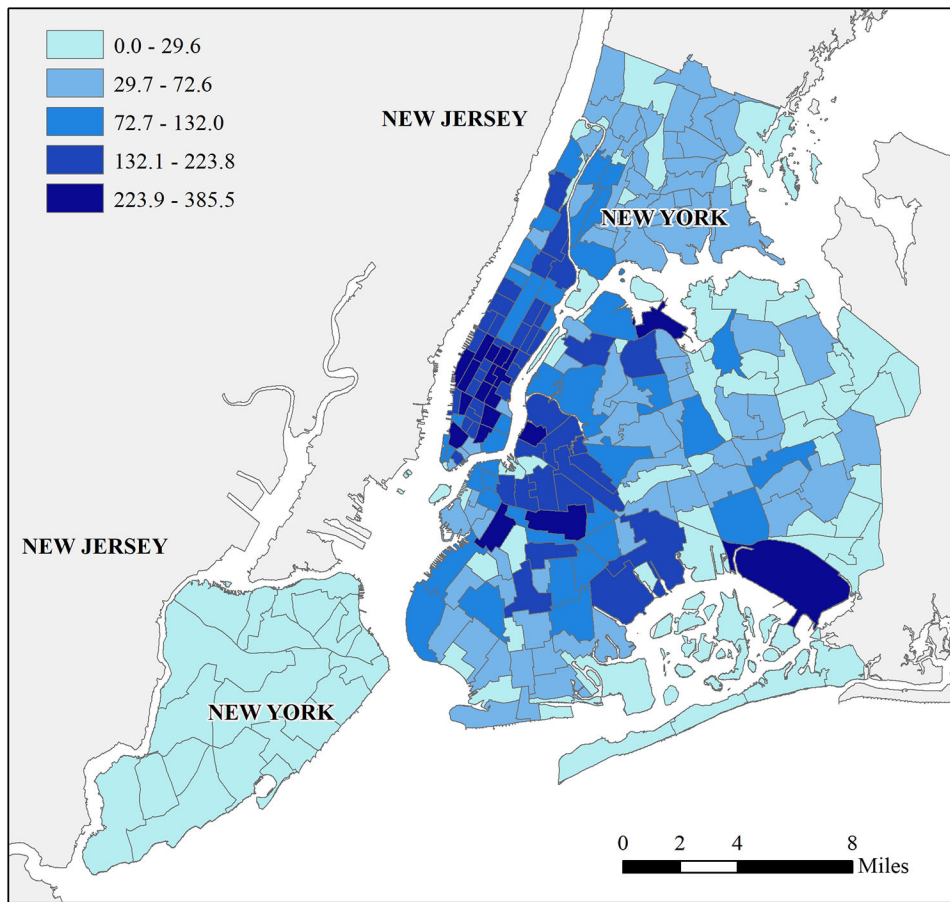 0.0 - 29.6
29.7 - 72.6
72.7 - 132.0
132.1 - 223.8
223.9 - 385.5
NEW JERSEY
NEW YORK
NEW JERSEY
NEW YORK
0 2 4 8
Miles